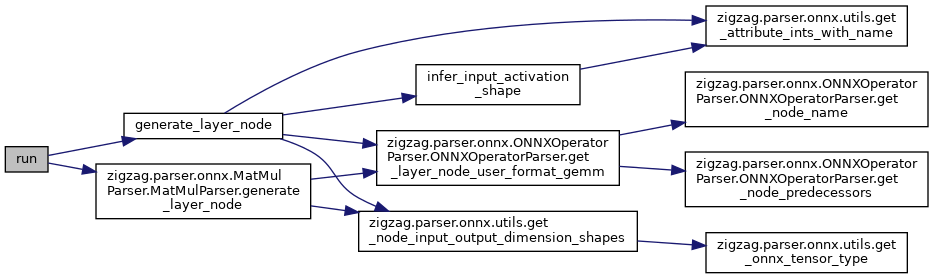 run
generate_layer_node
zigzag.parser.onnx.MatMul
Parser.MatMulParser.generate
_layer_node
infer_input_activation
_shape
zigzag.parser.onnx.ONNXOperator
Parser.ONNXOperatorParser.get
_layer_node_user_format_gemm
zigzag.parser.onnx.utils.get
_node_input_output_dimension_shapes
zigzag.parser.onnx.utils.get
_attribute_ints_with_name
zigzag.parser.onnx.ONNXOperator
Parser.ONNXOperatorParser.get
_node_name
zigzag.parser.onnx.ONNXOperator
Parser.ONNXOperatorParser.get
_node_predecessors
zigzag.parser.onnx.utils.get
_onnx_tensor_type